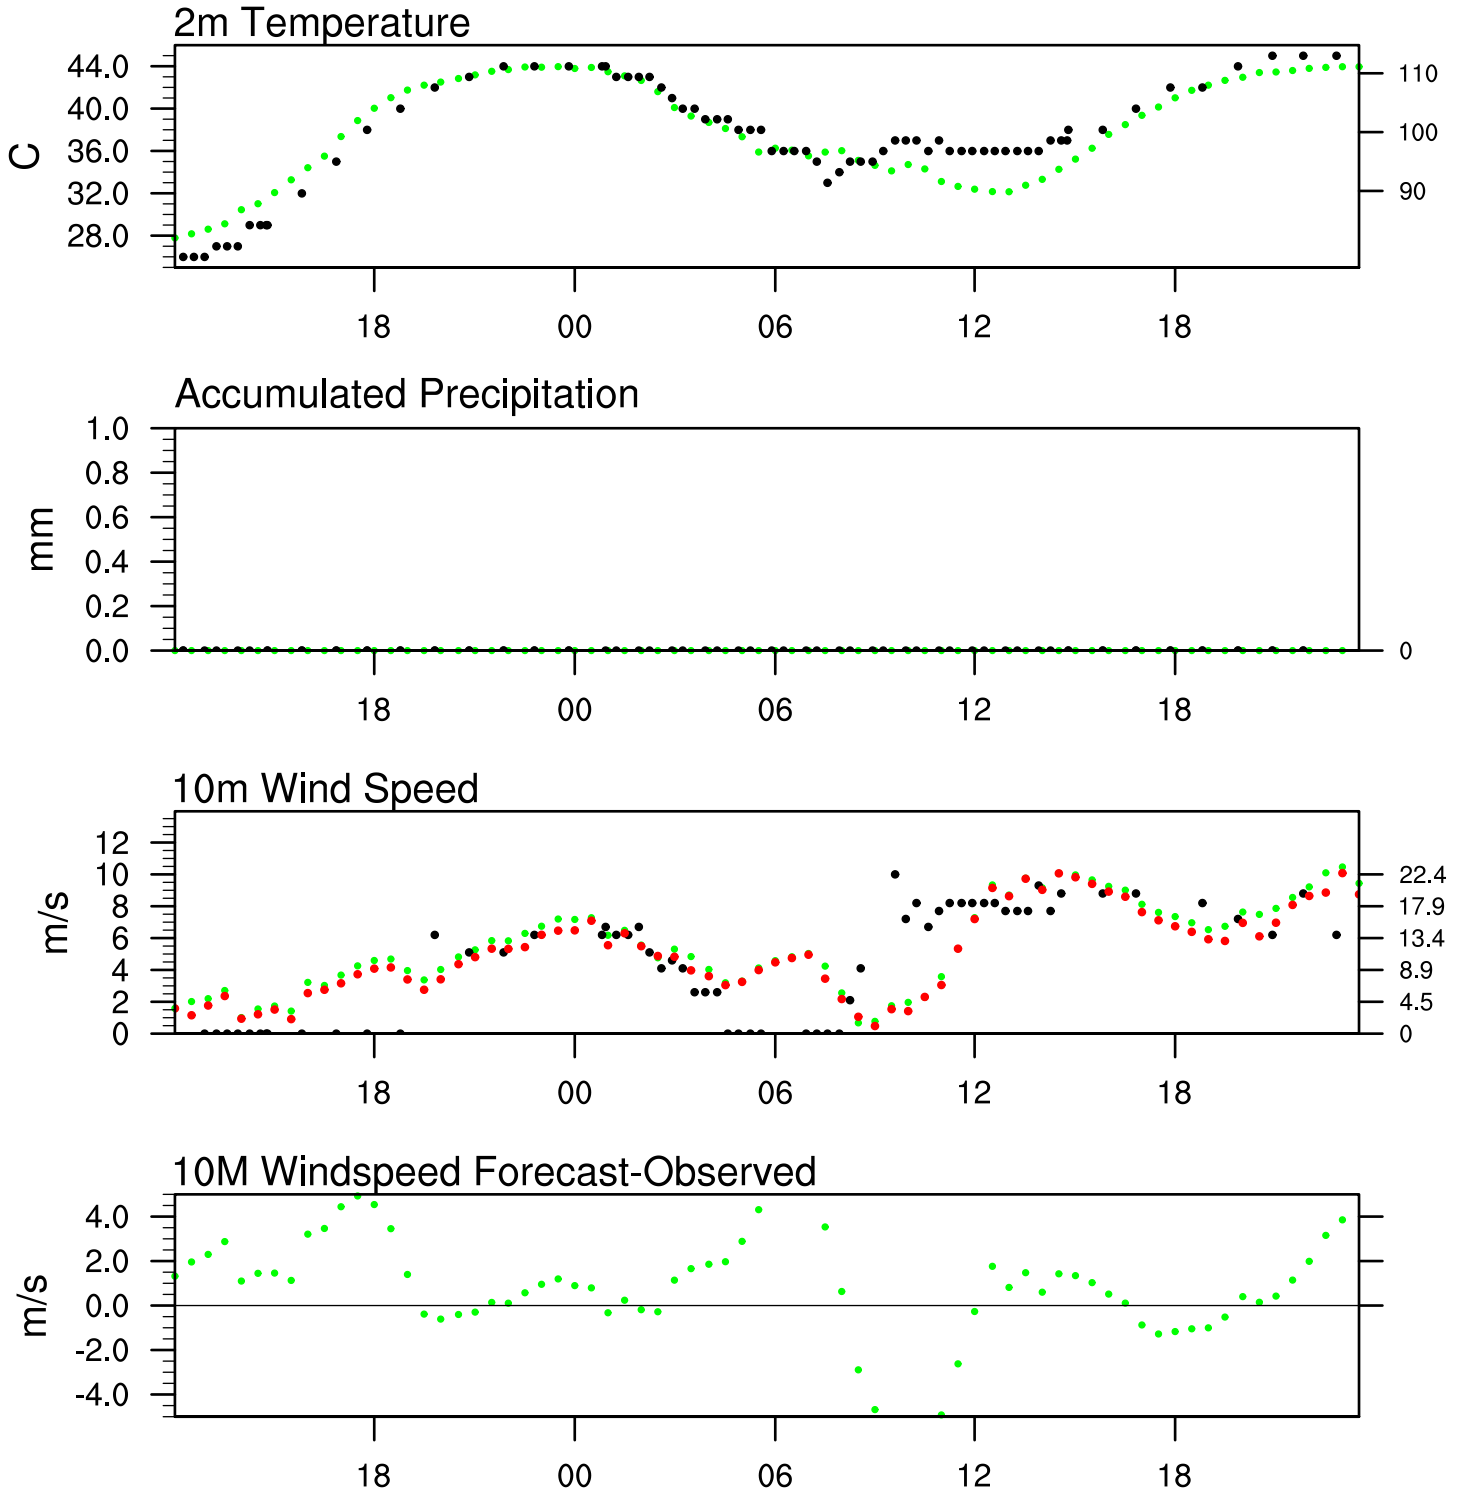 2m Temperature
44.0
40.0
36.0
32.0
28.0
C
110
100
90
18 00 06 12 18
Accumulated Precipitation
1.0
0.8
0.6
0.4
0.2
0.0
mm
0
18 00 06 12 18
10m Wind Speed
12
10
8
6
4
2
0
m/s
22.4
17.9
13.4
8.9
4.5
0
18 00 06 12 18
10M Windspeed Forecast-Observed
4.0
2.0
0.0
-2.0
-4.0
m/s
18 00 06 12 18